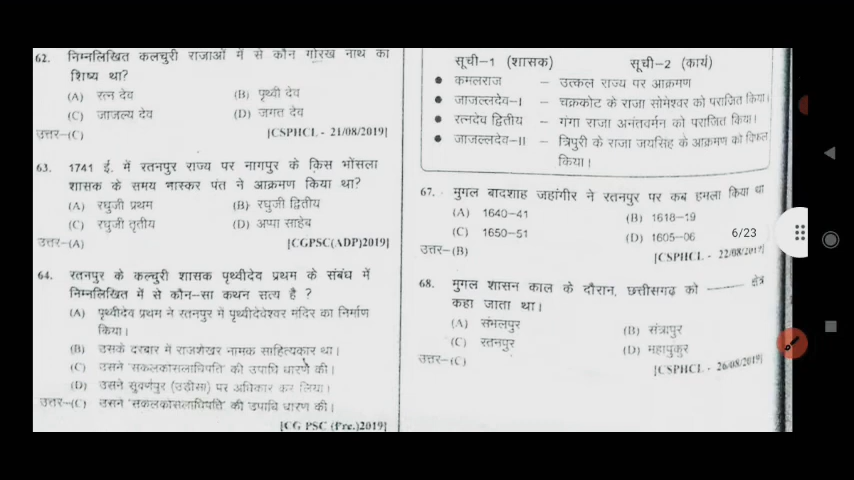 62. निम्नलिखित कलचुरी राजाओं में से कौन गोरख नाथ का
शिष्य था?
(A) रत्न देव (B) पृथ्वी देव
(C) जाजल्य देव (D) जगत देव
उत्तर–(C) [CSPHCL - 21/08/2019]
63. 1741 ई. में रतनपुर राज्य पर नागपुर के किस भोंसला
शासक के समय भास्कर पंत ने आक्रमण किया था?
(A) रघुजी प्रथम (B) रघुजी द्वितीय
(C) रघुजी तृतीय (D) अप्पा साहेब
उत्तर–(A) [CGPSC(ADP)2019]
64. रतनपुर के कल्चुरी शासक पृथ्वीदेव प्रथम के संबंध में
निम्नलिखित में से कौन-सा कथन सत्य है ?
(A) पृथ्वीदेव प्रथम ने रतनपुर में पृथ्वीदेवेश्वर मंदिर का निर्माण
किया।
(B) उसके दरबार में राजशेखर नामक साहित्यकार था।
(C) उसने 'सकलकोसलाधिपति' की उपाधि धारण की।
(D) उसने सुवर्णपुर (उड़ीसा) पर अधिकार कर लिया।
उत्तर–(C) उसने 'सकलकोसलाधिपति' की उपाधि धारण की।
[CG PSC (Pre.)2019]
सूची-1 (शासक) सूची-2 (कार्य)
• कमलराज – उत्कल राज्य पर आक्रमण
• जाजल्लदेव-I – चक्रकोट के राजा सोमेश्वर को पराजित किया।
• रत्नदेव द्वितीय – गंगा राजा अनंतवर्मन को पराजित किया।
• जाजल्लदेव-II – त्रिपुरी के राजा जयसिंह के आक्रमण को विफल
किया।
67. मुगल बादशाह जहांगीर ने रतनपुर पर कब हमला किया था
(A) 1640-41 (B) 1618-19
(C) 1650-51 (D) 1605-06
उत्तर–(B) [CSPHCL - 22/08/2019]
6/23
68. मुगल शासन काल के दौरान, छत्तीसगढ़ को ——— क्षेत्र
कहा जाता था।
(A) संभलपुर (B) संत्रापुर
(C) रतनपुर (D) महापुकुर
उत्तर–(C) [CSPHCL - 26/08/2019]